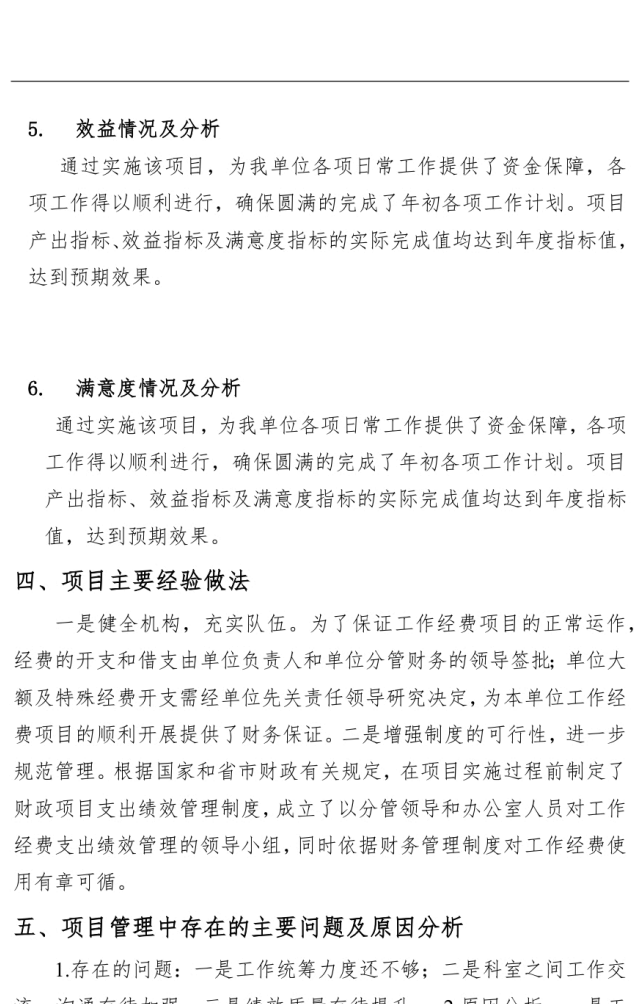 5. 效益情况及分析
通过实施该项目，为我单位各项日常工作提供了资金保障，各
项工作得以顺利进行，确保圆满的完成了年初各项工作计划。项目
产出指标、效益指标及满意度指标的实际完成值均达到年度指标值，
达到预期效果。
6. 满意度情况及分析
通过实施该项目，为我单位各项日常工作提供了资金保障，各项
工作得以顺利进行，确保圆满的完成了年初各项工作计划。项目
产出指标、效益指标及满意度指标的实际完成值均达到年度指标
值，达到预期效果。
四、项目主要经验做法
一是健全机构，充实队伍。为了保证工作经费项目的正常运作，
经费的开支和借支由单位负责人和单位分管财务的领导签批；单位大
额及特殊经费开支需经单位先关责任领导研究决定，为本单位工作经
费项目的顺利开展提供了财务保证。二是增强制度的可行性，进一步
规范管理。根据国家和省市财政有关规定，在项目实施过程前制定了
财政项目支出绩效管理制度，成立了以分管领导和办公室人员对工作
经费支出绩效管理的领导小组，同时依据财务管理制度对工作经费使
用有章可循。
五、项目管理中存在的主要问题及原因分析
1.存在的问题：一是工作统筹力度还不够；二是科室之间工作交